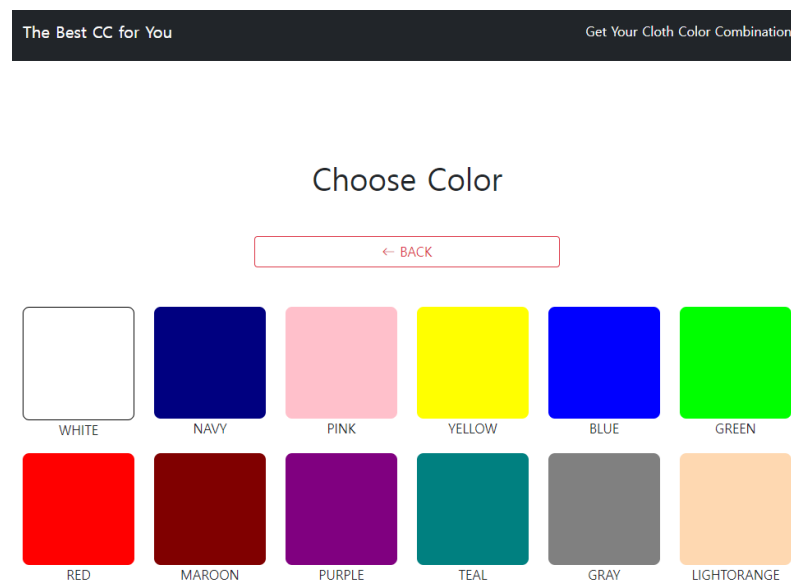 The Best CC for You
Get Your Cloth Color Combination
Choose Color
← BACK
WHITE NAVY PINK YELLOW BLUE GREEN
RED MAROON PURPLE TEAL GRAY LIGHTORANGE